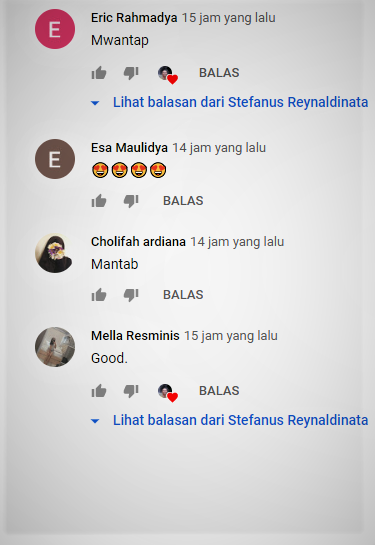 E
Eric Rahmadya 15 jam yang lalu
Mwantap
BALAS
Lihat balasan dari Stefanus Reynaldinata
E
Esa Maulidya 14 jam yang lalu
😍😍😍😍
BALAS
Cholifah ardiana 14 jam yang lalu
Mantab
BALAS
Mella Resminis 15 jam yang lalu
Good.
BALAS
Lihat balasan dari Stefanus Reynaldinata